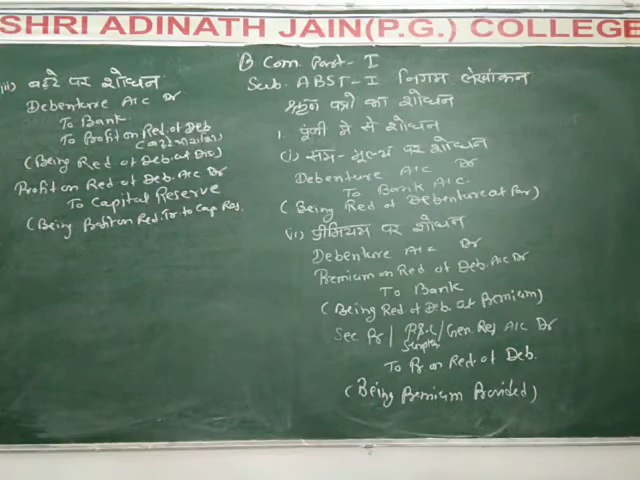 SHRI ADINATH JAIN(P.G.) COLLEGE
B Com. Part - I
Sub. ABST - I निगम लेखांकन
ऋण पत्रो का शोधन
1. पूंजी मे से शोधन
(i) सम - मूल्य पर शोधन
Debenture A/C Dr
To Bank A/C.
(Being Red of Debenture at Par)
(ii) प्रीमियम पर शोधन
Debenture A/C Dr
Premium on Red of Deb. A/C Dr
To Bank
(Being Red of Deb. at Premium)
Sec Pr / P&L / Gen. Res A/C Dr
To Pr on Red of Deb.
(Being Premium Provided)
(iii) बट्टे पर शोधन
Debenture A/C Dr
To Bank
To Profit on Red. of Deb
(Being Red of Deb. at Dis)
Profit on Red of Deb. A/C Dr
To Capital Reserve
(Being Profit on Red. Tr to Cap Res.